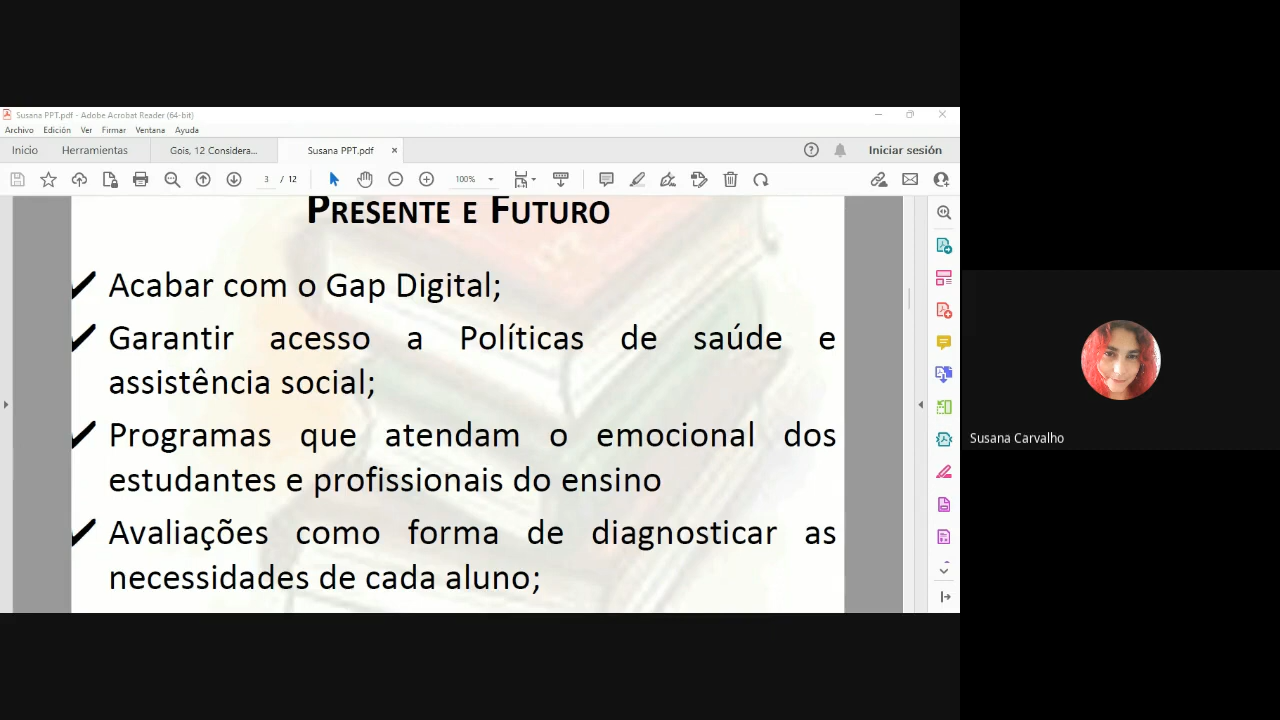 Susana PPT.pdf - Adobe Acrobat Reader (64-bit)
Archivo Edición Ver Firmar Ventana Ayuda
Inicio Herramientas Gois, 12 Considera... Susana PPT.pdf Iniciar sesión
3 / 12 100%
PRESENTE E FUTURO
✓ Acabar com o Gap Digital;
✓ Garantir acesso a Políticas de saúde e
assistência social;
✓ Programas que atendam o emocional dos
estudantes e profissionais do ensino
✓ Avaliações como forma de diagnosticar as
necessidades de cada aluno;
Susana Carvalho